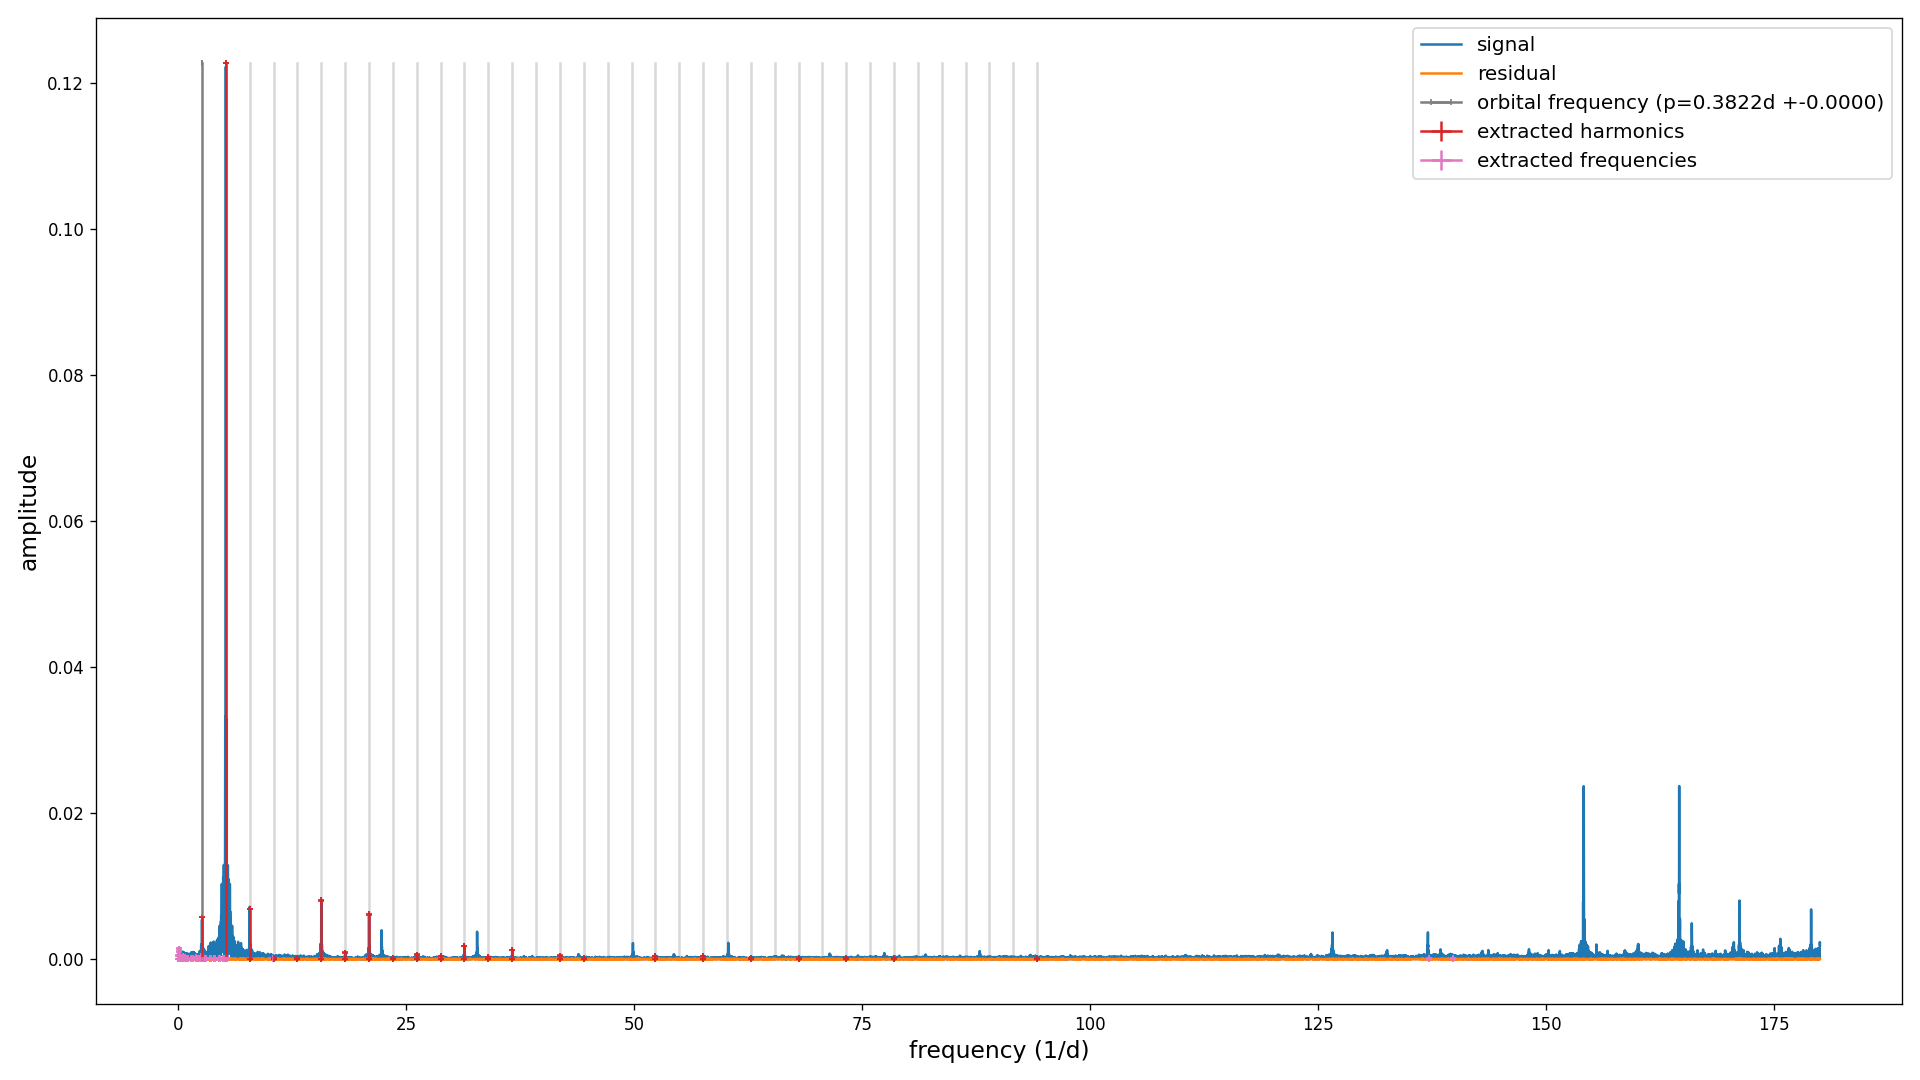 signal
residual
orbital frequency (p=0.3822d +-0.0000)
extracted harmonics
extracted frequencies
0.12
0.10
0.08
0.06
0.04
0.02
0.00
amplitude
0
25
50
75
100
125
150
175
frequency (1/d)